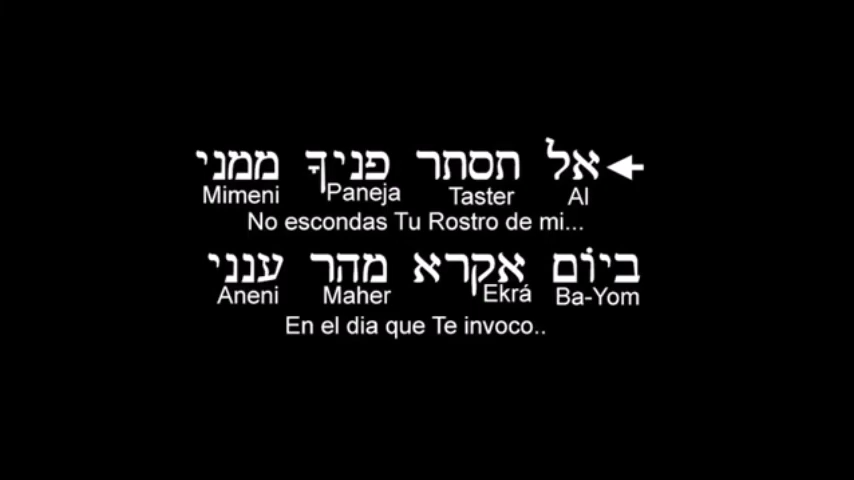 אל תסתר פניךָ ממני
Al Taster Paneja Mimeni
No escondas Tu Rostro de mi...
ביוֹם אקרא מהר ענני
Ba-Yom Ekrá Maher Aneni
En el dia que Te invoco..